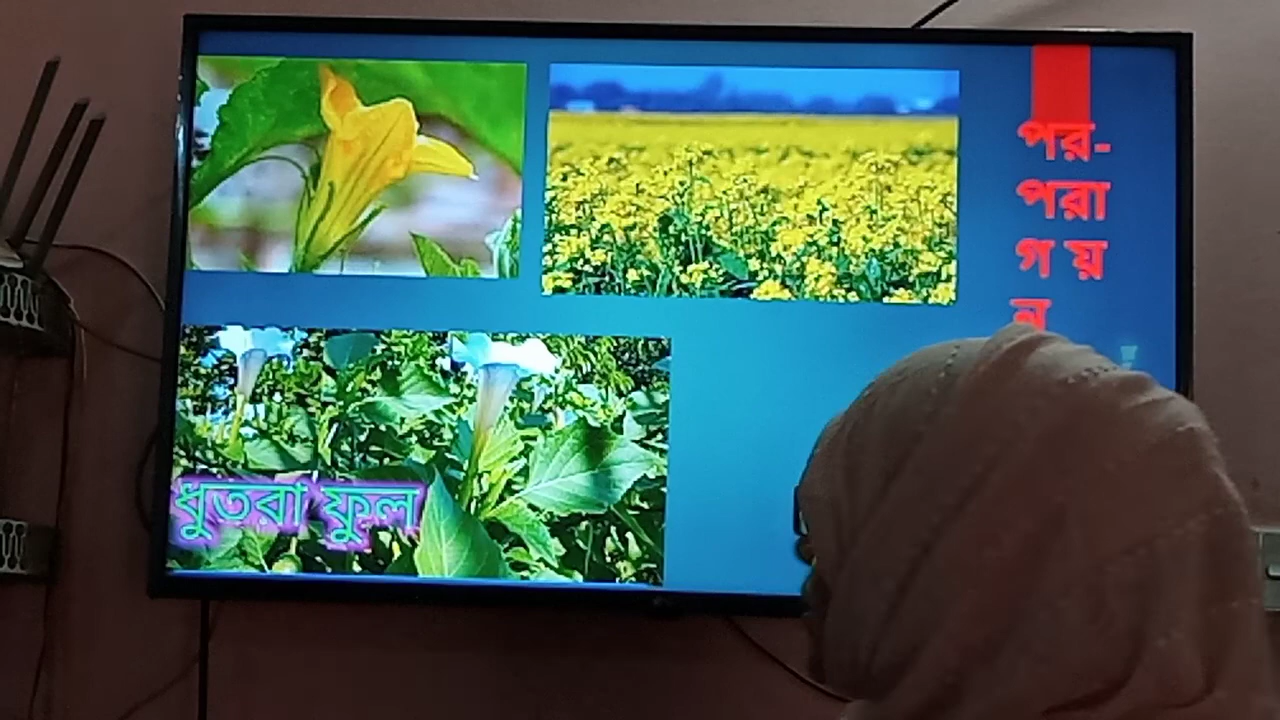 পর-
পরা
গ য়
ন
ধুতরা ফুল